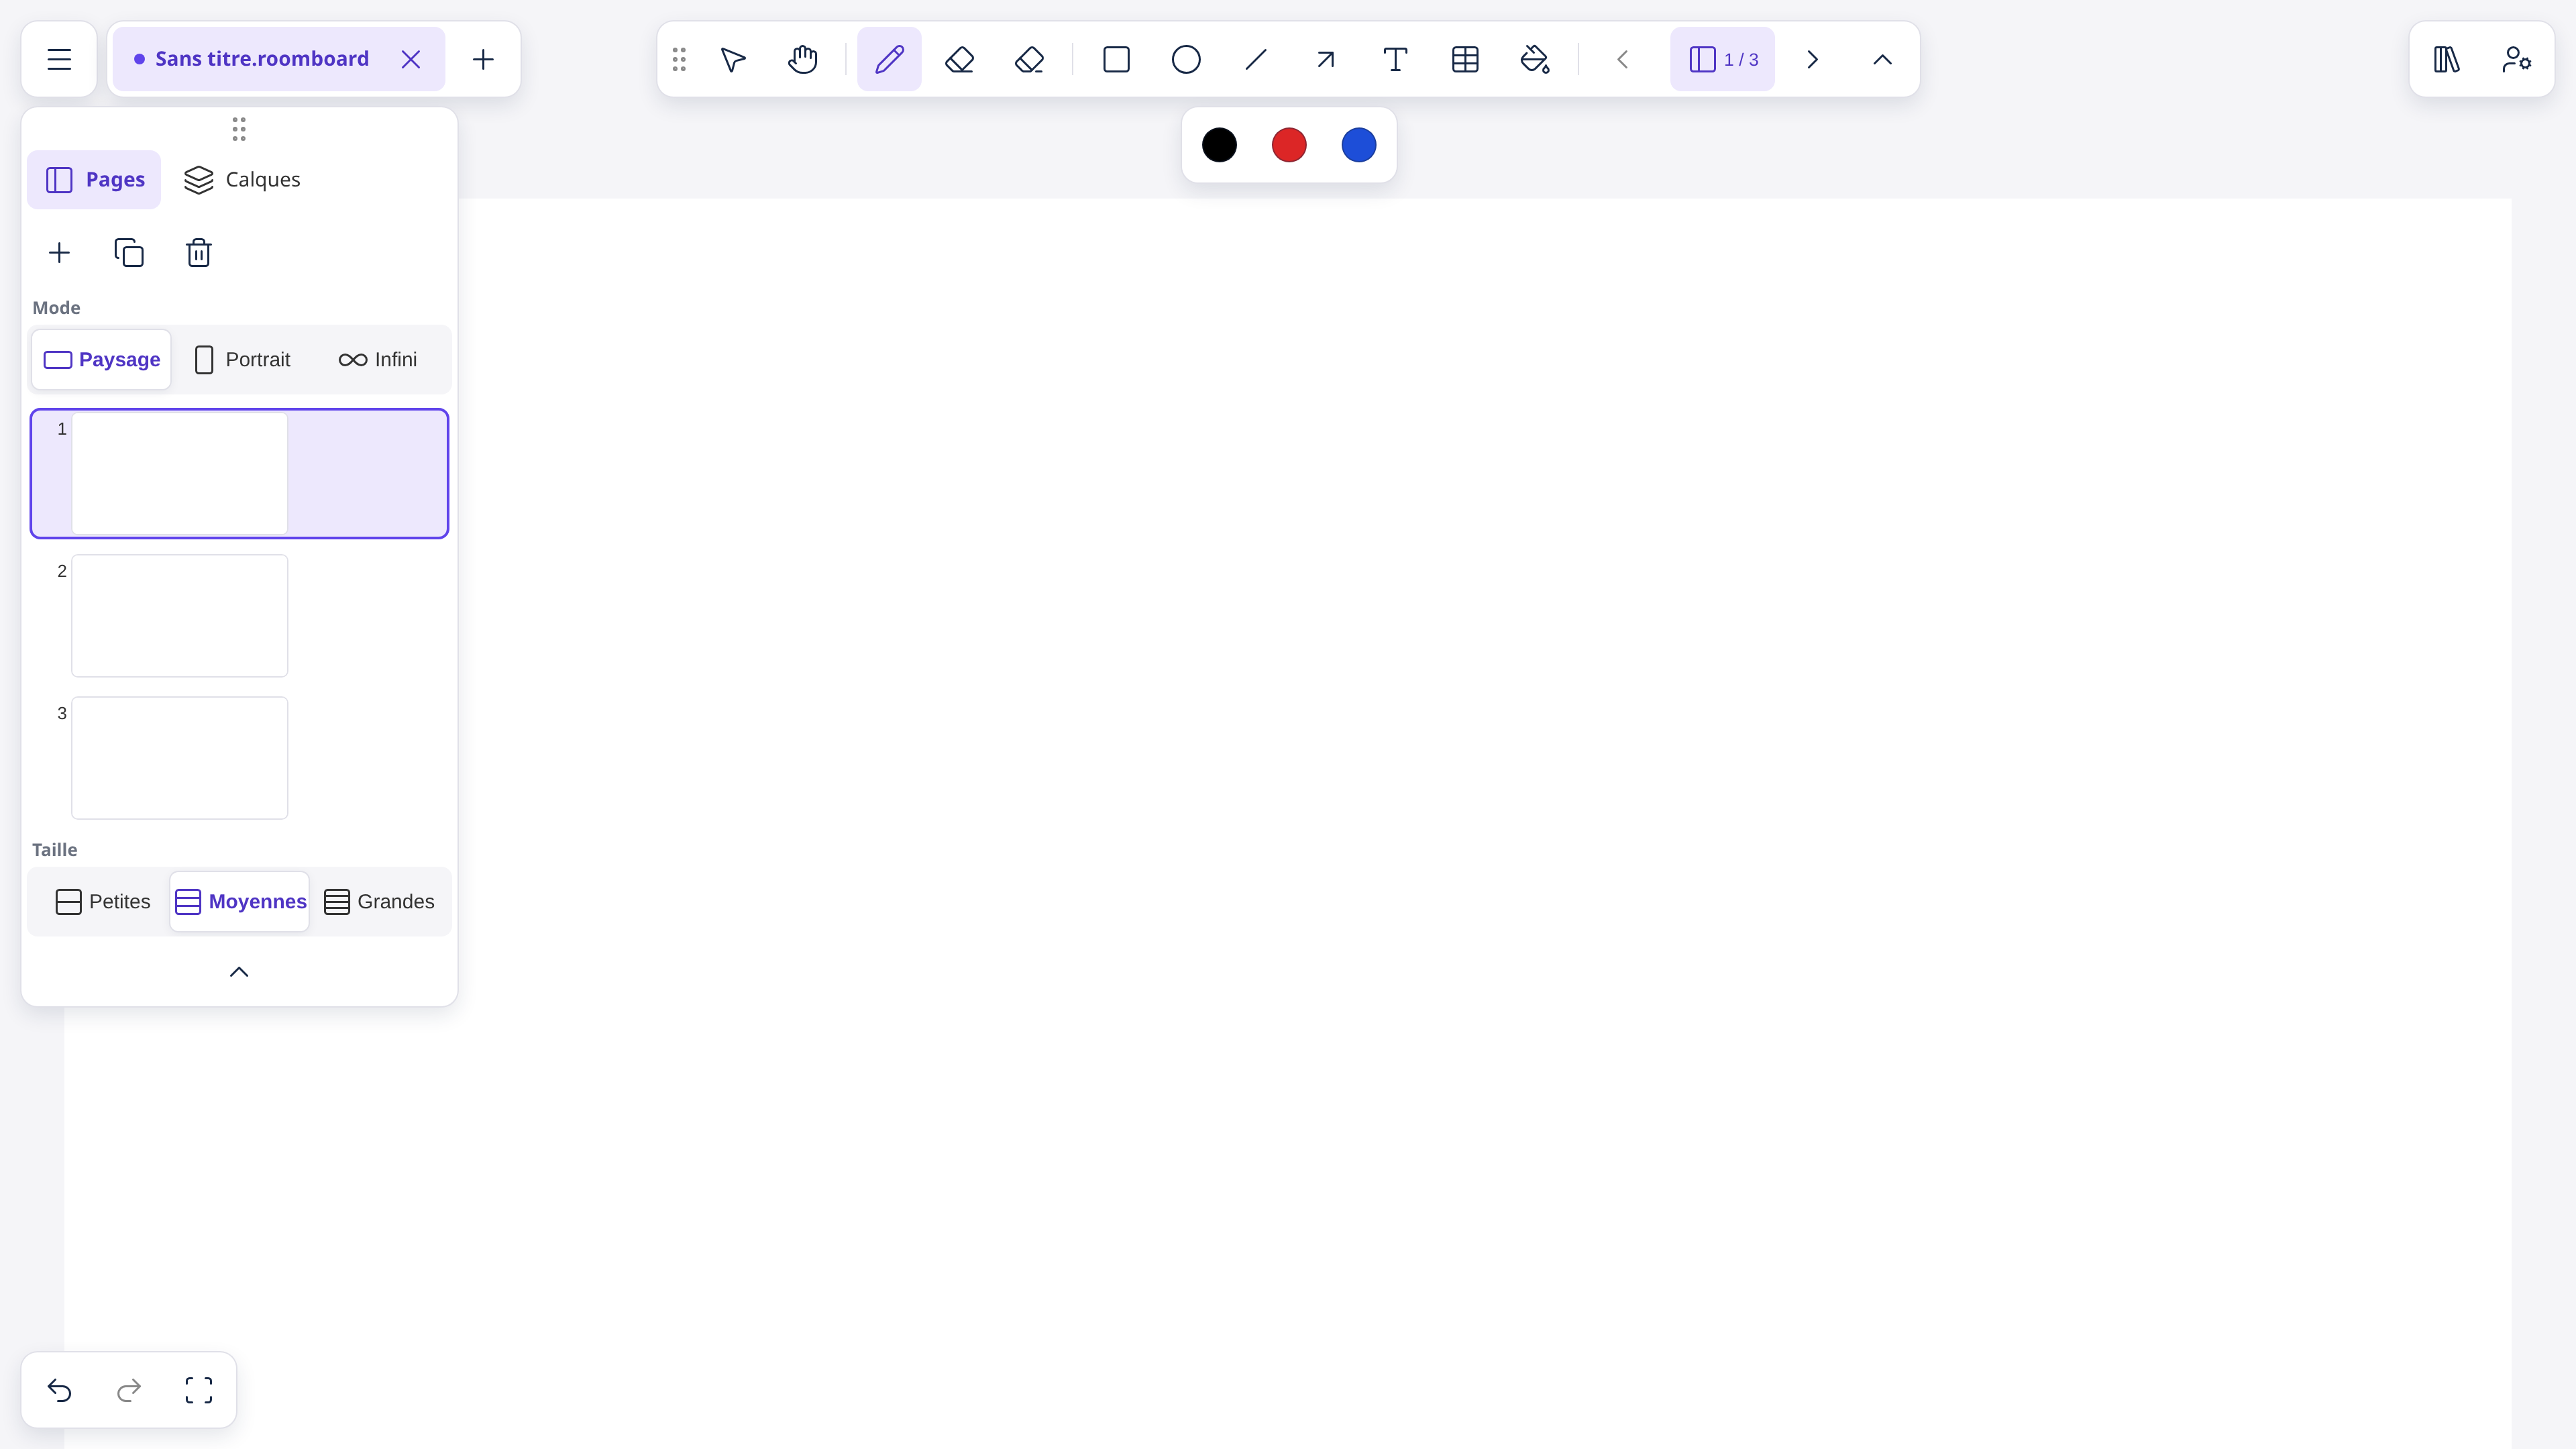 Sans titre.roomboard
1 / 3
Pages Calques
Mode
Paysage Portrait Infini
1
2
3
Taille
Petites Moyennes Grandes